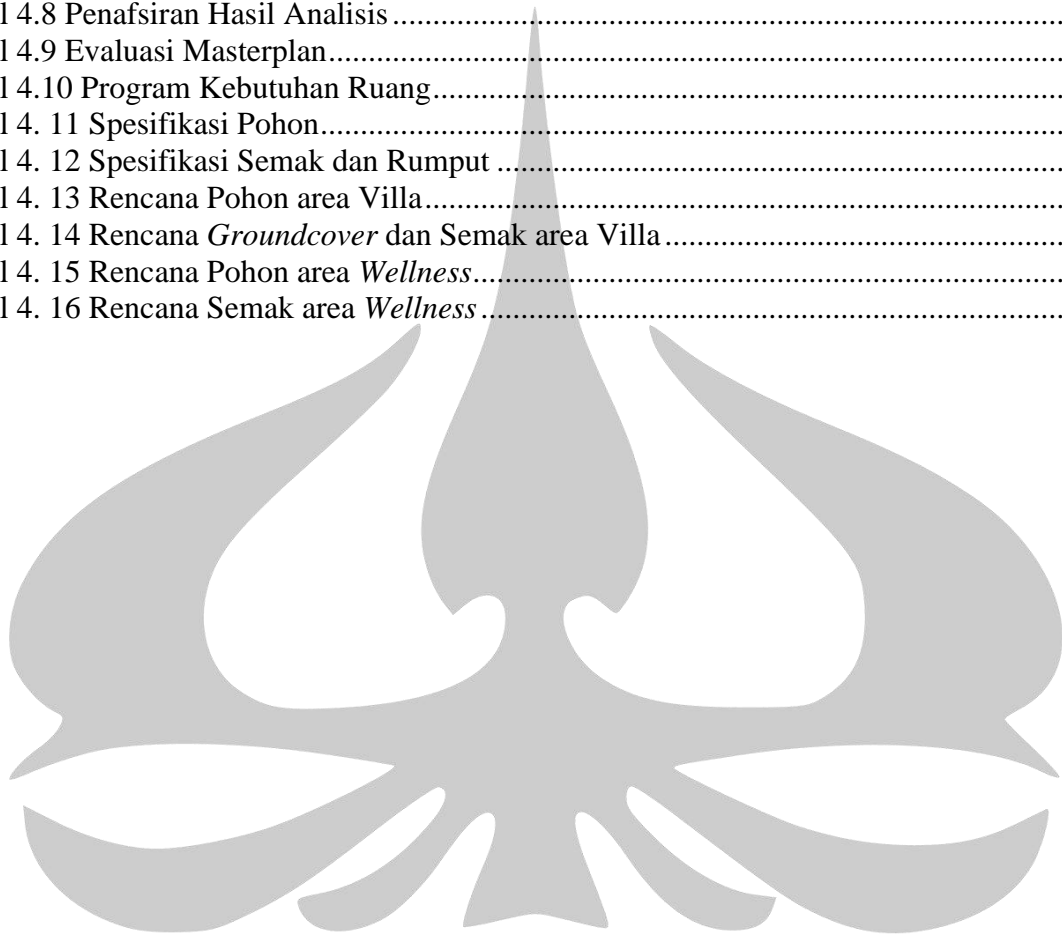 l 4.8 Penafsiran Hasil Analisis ....................................................................................
l 4.9 Evaluasi Masterplan............................................................................................
l 4.10 Program Kebutuhan Ruang...............................................................................
l 4. 11 Spesifikasi Pohon.............................................................................................
l 4. 12 Spesifikasi Semak dan Rumput .......................................................................
l 4. 13 Rencana Pohon area Villa................................................................................
l 4. 14 Rencana Groundcover dan Semak area Villa..................................................
l 4. 15 Rencana Pohon area Wellness..........................................................................
l 4. 16 Rencana Semak area Wellness.........................................................................